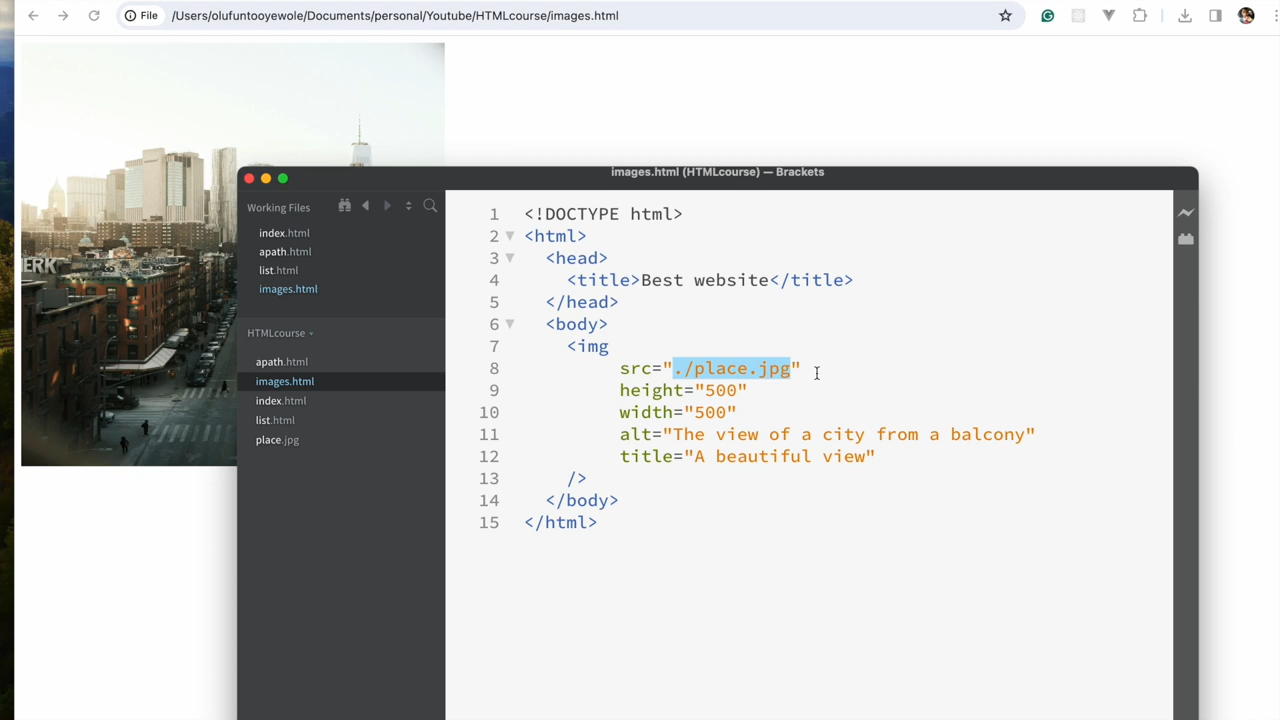 File /Users/olufuntooyewole/Documents/personal/Youtube/HTMLcourse/images.html
ERK
images.html (HTMLcourse) — Brackets
Working Files
index.html
apath.html
list.html
images.html
HTMLcourse
apath.html
images.html
index.html
list.html
place.jpg
1 <!DOCTYPE html>
2 <html>
3 <head>
4 <title>Best website</title>
5 </head>
6 <body>
7 <img
8 src="./place.jpg"
9 height="500"
10 width="500"
11 alt="The view of a city from a balcony"
12 title="A beautiful view"
13 />
14 </body>
15 </html>